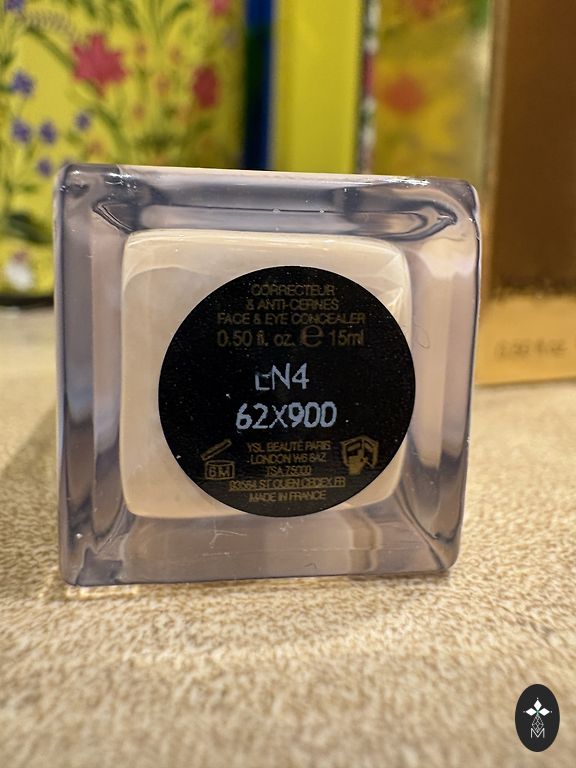 CORRECTEUR
& ANTI-CERNES
FACE & EYE CONCEALER
0.50 fl. oz. e 15ml
LN4
62X900
6M
YSL BEAUTÉ PARIS
LONDON W6 8AZ
TSA 75000
93584 ST OUEN CEDEX FR
MADE IN FRANCE
M